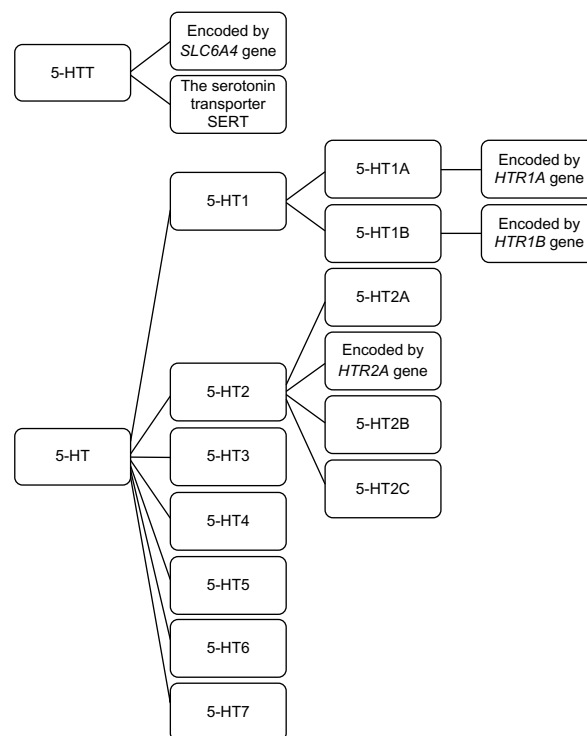 Encoded by
SLC6A4 gene
5-HTT
The serotonin
transporter
SERT
5-HT1A
Encoded by
HTR1A gene
5-HT1
5-HT1B
Encoded by
HTR1B gene
5-HT2A
Encoded by
HTR2A gene
5-HT2
5-HT2B
5-HT
5-HT3
5-HT2C
5-HT4
5-HT5
5-HT6
5-HT7